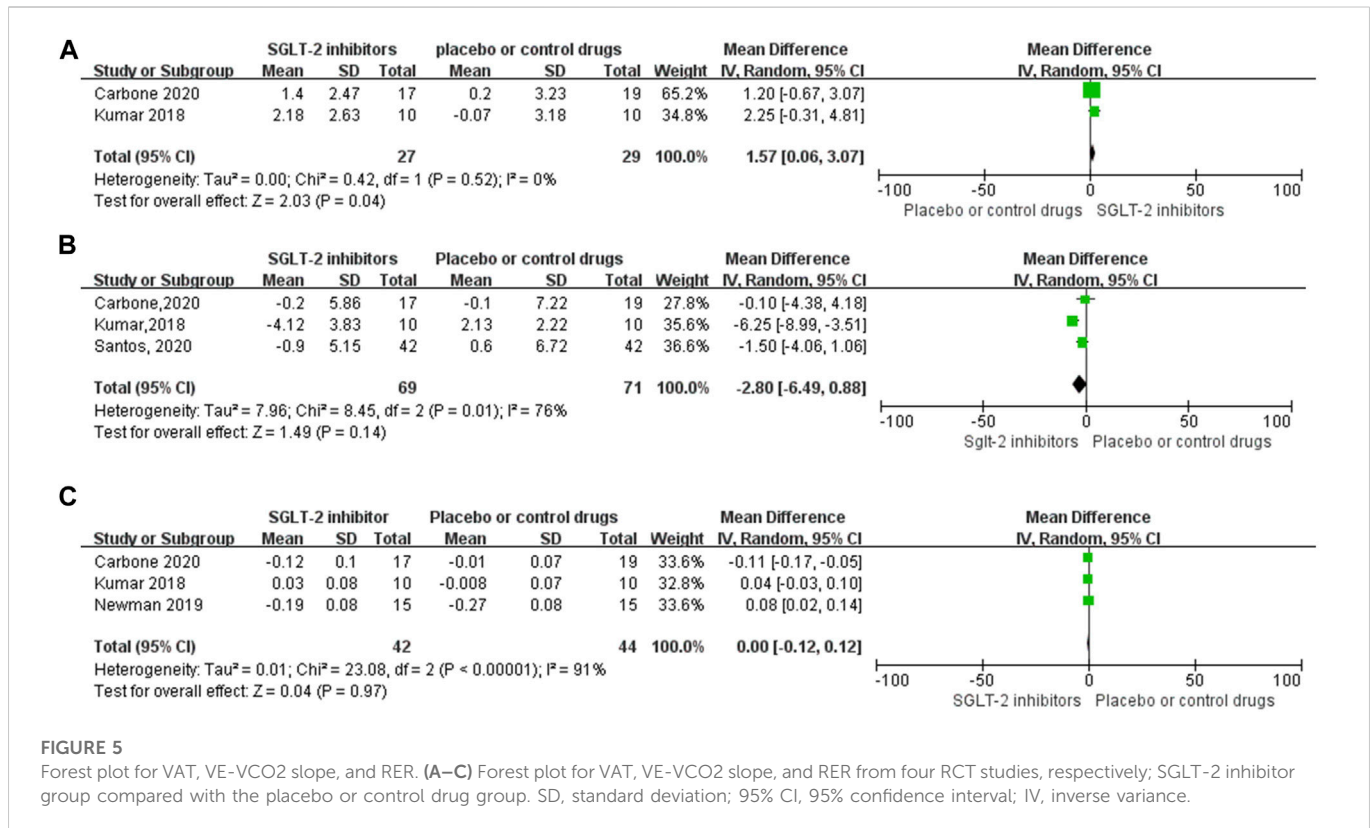 A
SGLT-2 inhibitors placebo or control drugs Mean Difference Mean Difference
Study or Subgroup Mean SD Total Mean SD Total Weight IV, Random, 95% CI IV, Random, 95% CI
Carbone 2020 1.4 2.47 17 0.2 3.23 19 65.2% 1.20 [-0.67, 3.07]
Kumar 2018 2.18 2.63 10 -0.07 3.18 10 34.8% 2.25 [-0.31, 4.81]
Total (95% CI) 27 29 100.0% 1.57 [0.06, 3.07]
Heterogeneity: Tau² = 0.00; Chi² = 0.42, df = 1 (P = 0.52); I² = 0%
Test for overall effect: Z = 2.03 (P = 0.04)
-100 -50 0 50 100
Placebo or control drugs SGLT-2 inhibitors
B
SGLT-2 inhibitors Placebo or control drugs Mean Difference Mean Difference
Study or Subgroup Mean SD Total Mean SD Total Weight IV, Random, 95% CI IV, Random, 95% CI
Carbone,2020 -0.2 5.86 17 -0.1 7.22 19 27.8% -0.10 [-4.38, 4.18]
Kumar,2018 -4.12 3.83 10 2.13 2.22 10 35.6% -6.25 [-8.99, -3.51]
Santos, 2020 -0.9 5.15 42 0.6 6.72 42 36.6% -1.50 [-4.06, 1.06]
Total (95% CI) 69 71 100.0% -2.80 [-6.49, 0.88]
Heterogeneity: Tau² = 7.96; Chi² = 8.45, df = 2 (P = 0.01); I² = 76%
Test for overall effect: Z = 1.49 (P = 0.14)
-100 -50 0 50 100
Sglt-2 inhibitors Placebo or control drugs
C
SGLT-2 inhibitor Placebo or control drugs Mean Difference Mean Difference
Study or Subgroup Mean SD Total Mean SD Total Weight IV, Random, 95% CI IV, Random, 95% CI
Carbone 2020 -0.12 0.1 17 -0.01 0.07 19 33.6% -0.11 [-0.17, -0.05]
Kumar 2018 0.03 0.08 10 -0.008 0.07 10 32.8% 0.04 [-0.03, 0.10]
Newman 2019 -0.19 0.08 15 -0.27 0.08 15 33.6% 0.08 [0.02, 0.14]
Total (95% CI) 42 44 100.0% 0.00 [-0.12, 0.12]
Heterogeneity: Tau² = 0.01; Chi² = 23.08, df = 2 (P < 0.00001); I² = 91%
Test for overall effect: Z = 0.04 (P = 0.97)
-100 -50 0 50 100
SGLT-2 inhibitors Placebo or control drugs
FIGURE 5
Forest plot for VAT, VE-VCO2 slope, and RER. (A–C) Forest plot for VAT, VE-VCO2 slope, and RER from four RCT studies, respectively; SGLT-2 inhibitor
group compared with the placebo or control drug group. SD, standard deviation; 95% CI, 95% confidence interval; IV, inverse variance.